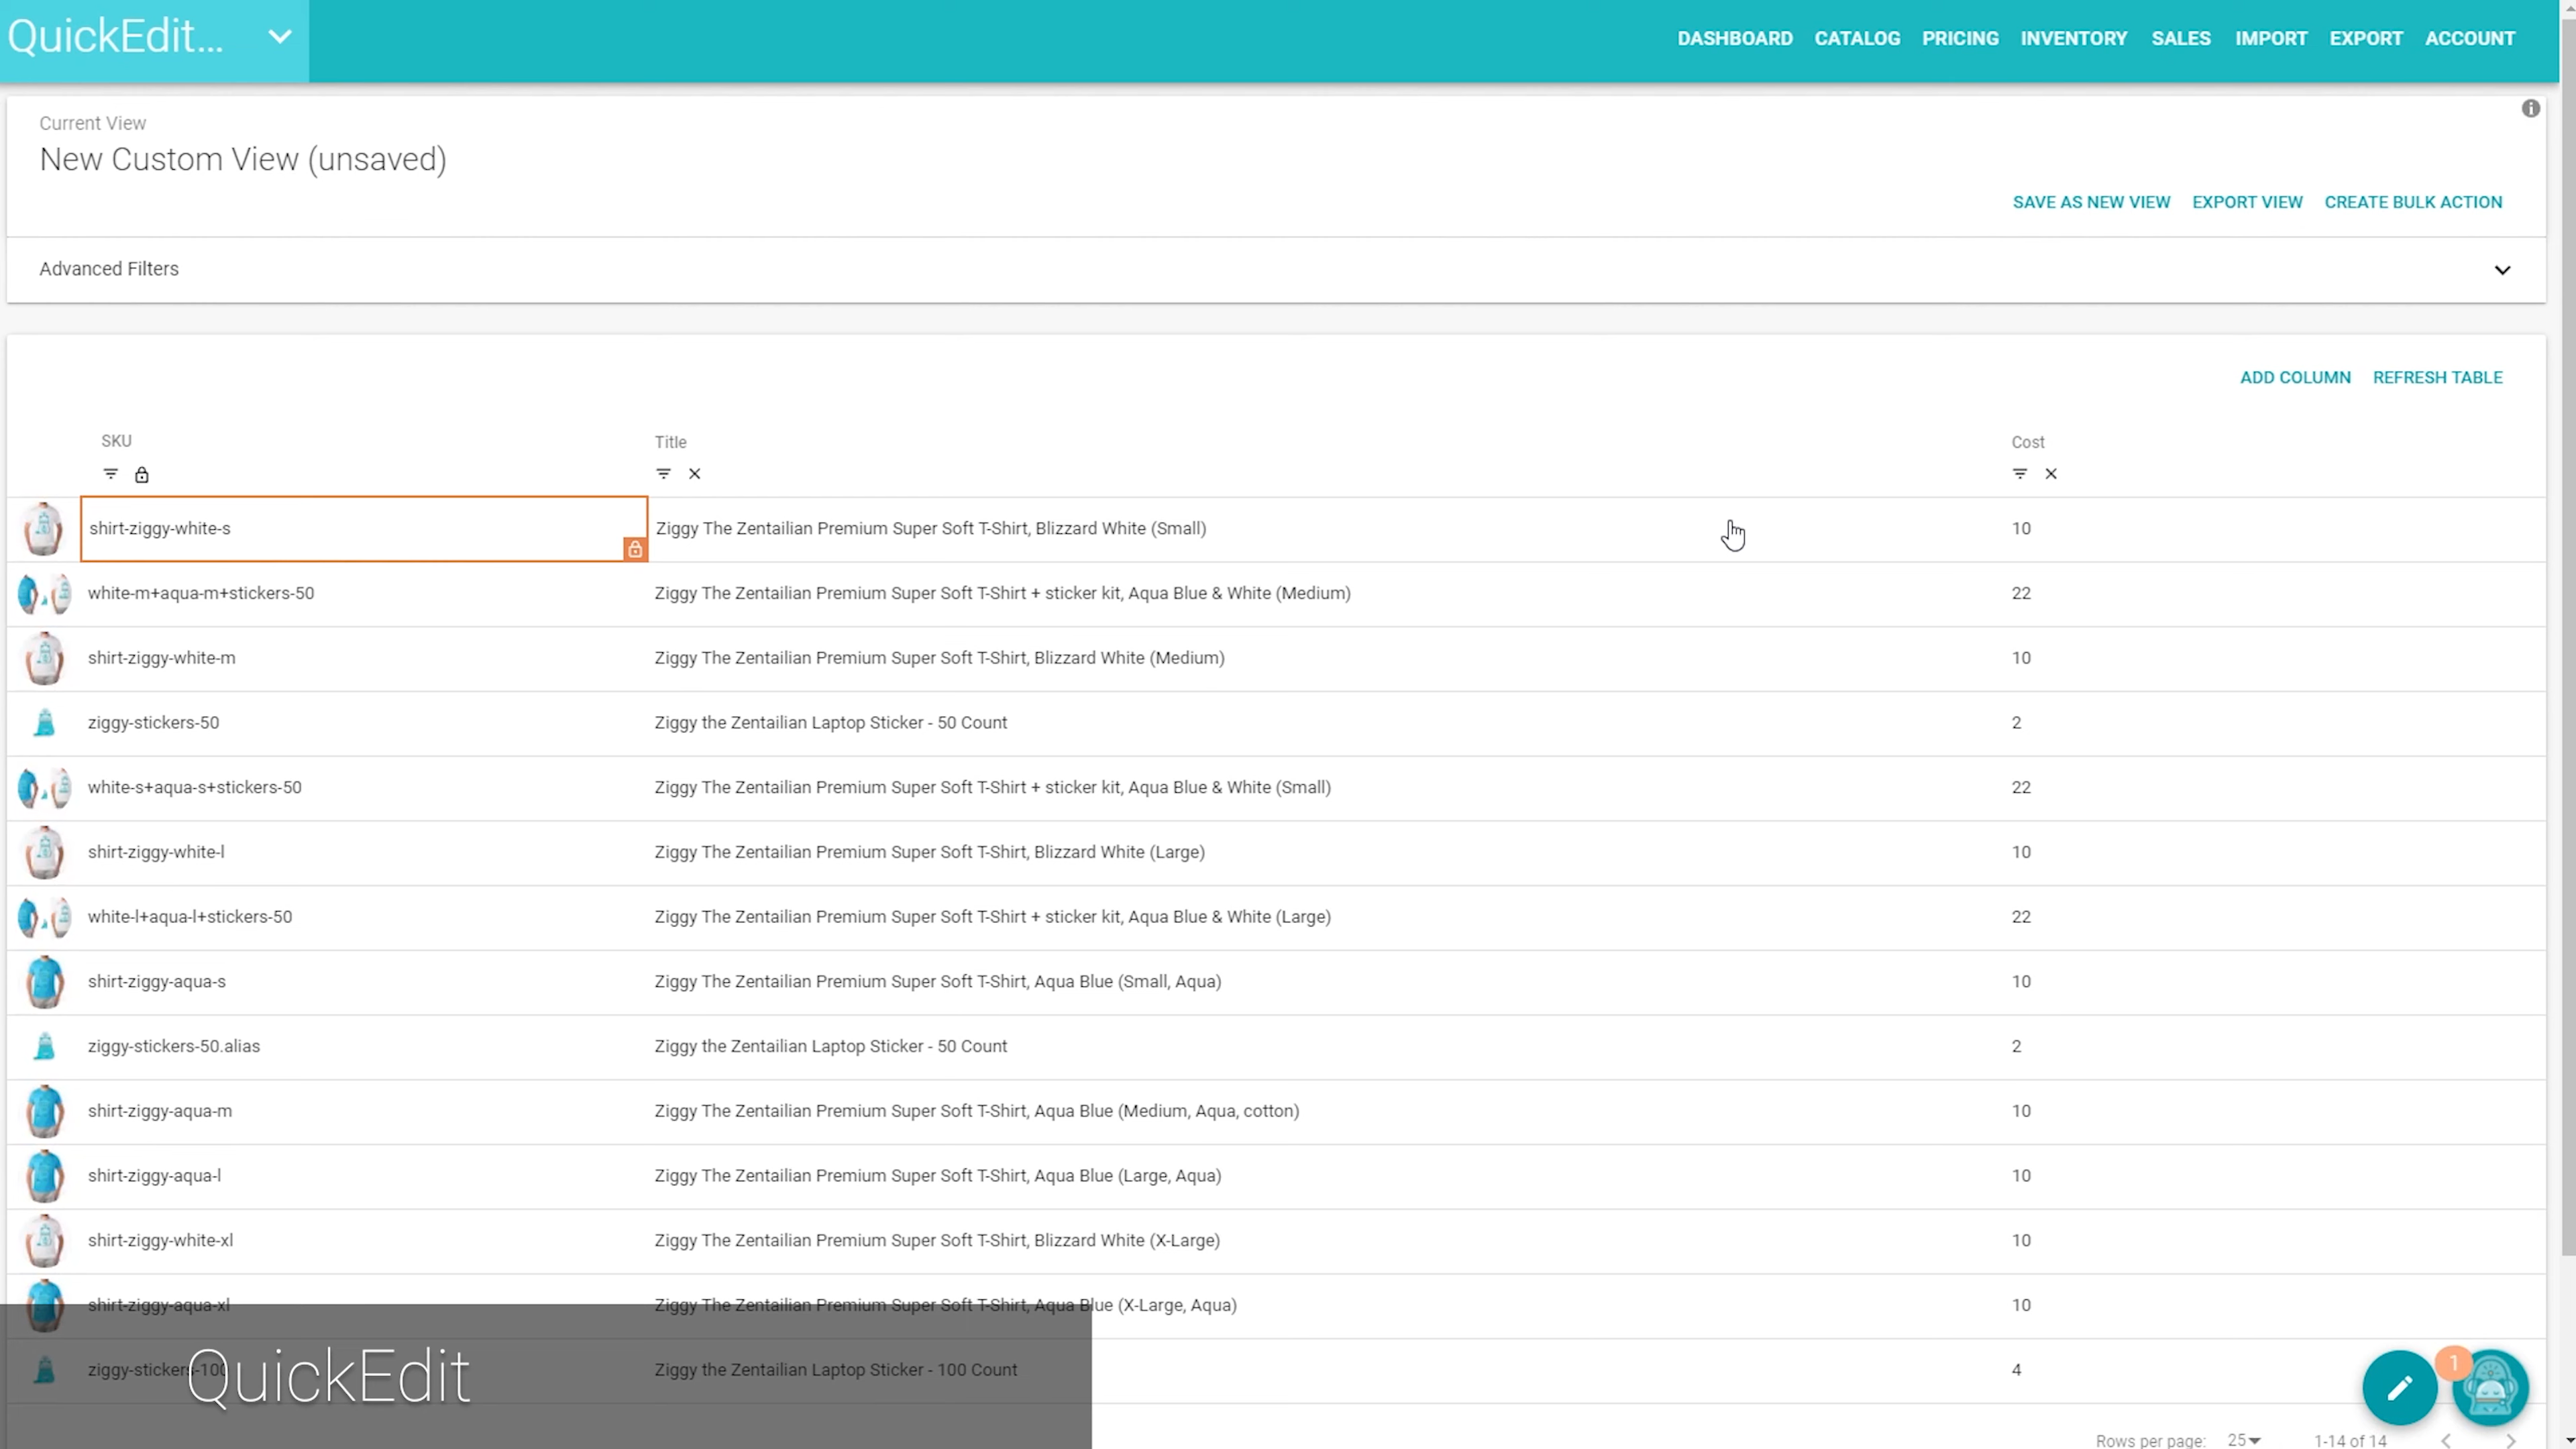 QuickEdit...
DASHBOARD CATALOG PRICING INVENTORY SALES IMPORT EXPORT ACCOUNT
Current View
New Custom View (unsaved)
SAVE AS NEW VIEW EXPORT VIEW CREATE BULK ACTION
Advanced Filters
ADD COLUMN REFRESH TABLE
SKU Title Cost
shirt-ziggy-white-s Ziggy The Zentailian Premium Super Soft T-Shirt, Blizzard White (Small) 10
white-m+aqua-m+stickers-50 Ziggy The Zentailian Premium Super Soft T-Shirt + sticker kit, Aqua Blue & White (Medium) 22
shirt-ziggy-white-m Ziggy The Zentailian Premium Super Soft T-Shirt, Blizzard White (Medium) 10
ziggy-stickers-50 Ziggy the Zentailian Laptop Sticker - 50 Count 2
white-s+aqua-s+stickers-50 Ziggy The Zentailian Premium Super Soft T-Shirt + sticker kit, Aqua Blue & White (Small) 22
shirt-ziggy-white-l Ziggy The Zentailian Premium Super Soft T-Shirt, Blizzard White (Large) 10
white-l+aqua-l+stickers-50 Ziggy The Zentailian Premium Super Soft T-Shirt + sticker kit, Aqua Blue & White (Large) 22
shirt-ziggy-aqua-s Ziggy The Zentailian Premium Super Soft T-Shirt, Aqua Blue (Small, Aqua) 10
ziggy-stickers-50.alias Ziggy the Zentailian Laptop Sticker - 50 Count 2
shirt-ziggy-aqua-m Ziggy The Zentailian Premium Super Soft T-Shirt, Aqua Blue (Medium, Aqua, cotton) 10
shirt-ziggy-aqua-l Ziggy The Zentailian Premium Super Soft T-Shirt, Aqua Blue (Large, Aqua) 10
shirt-ziggy-white-xl Ziggy The Zentailian Premium Super Soft T-Shirt, Blizzard White (X-Large) 10
shirt-ziggy-aqua-xl Ziggy The Zentailian Premium Super Soft T-Shirt, Aqua Blue (X-Large, Aqua) 10
ziggy-stickers-100 Ziggy the Zentailian Laptop Sticker - 100 Count 4
QuickEdit
1
Rows per page: 25 1-14 of 14